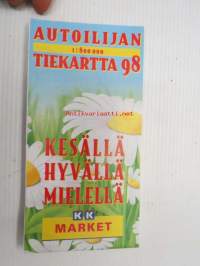 AUTOILIJAN
1:800 000
TIEKARTTA 98
KESÄLLÄ
HYVÄLLÄ
MIELELLÄ
KK
MARKET